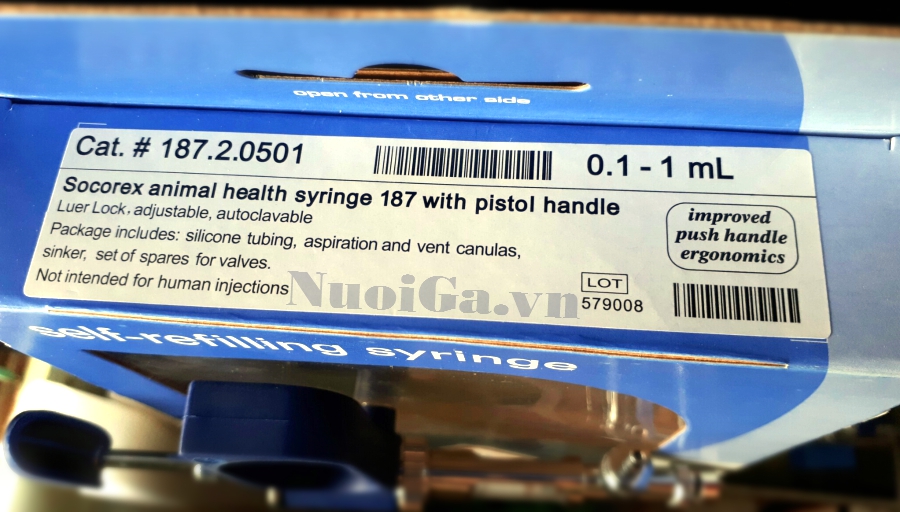 open from other side
Cat. # 187.2.0501
0.1 - 1 mL
Socorex animal health syringe 187 with pistol handle
Luer Lock, adjustable, autoclavable
Package includes: silicone tubing, aspiration and vent canulas,
sinker, set of spares for valves.
Not intended for human injections
improved
push handle
ergonomics
LOT
579008
NuoiGa.vn
self-refilling syringe